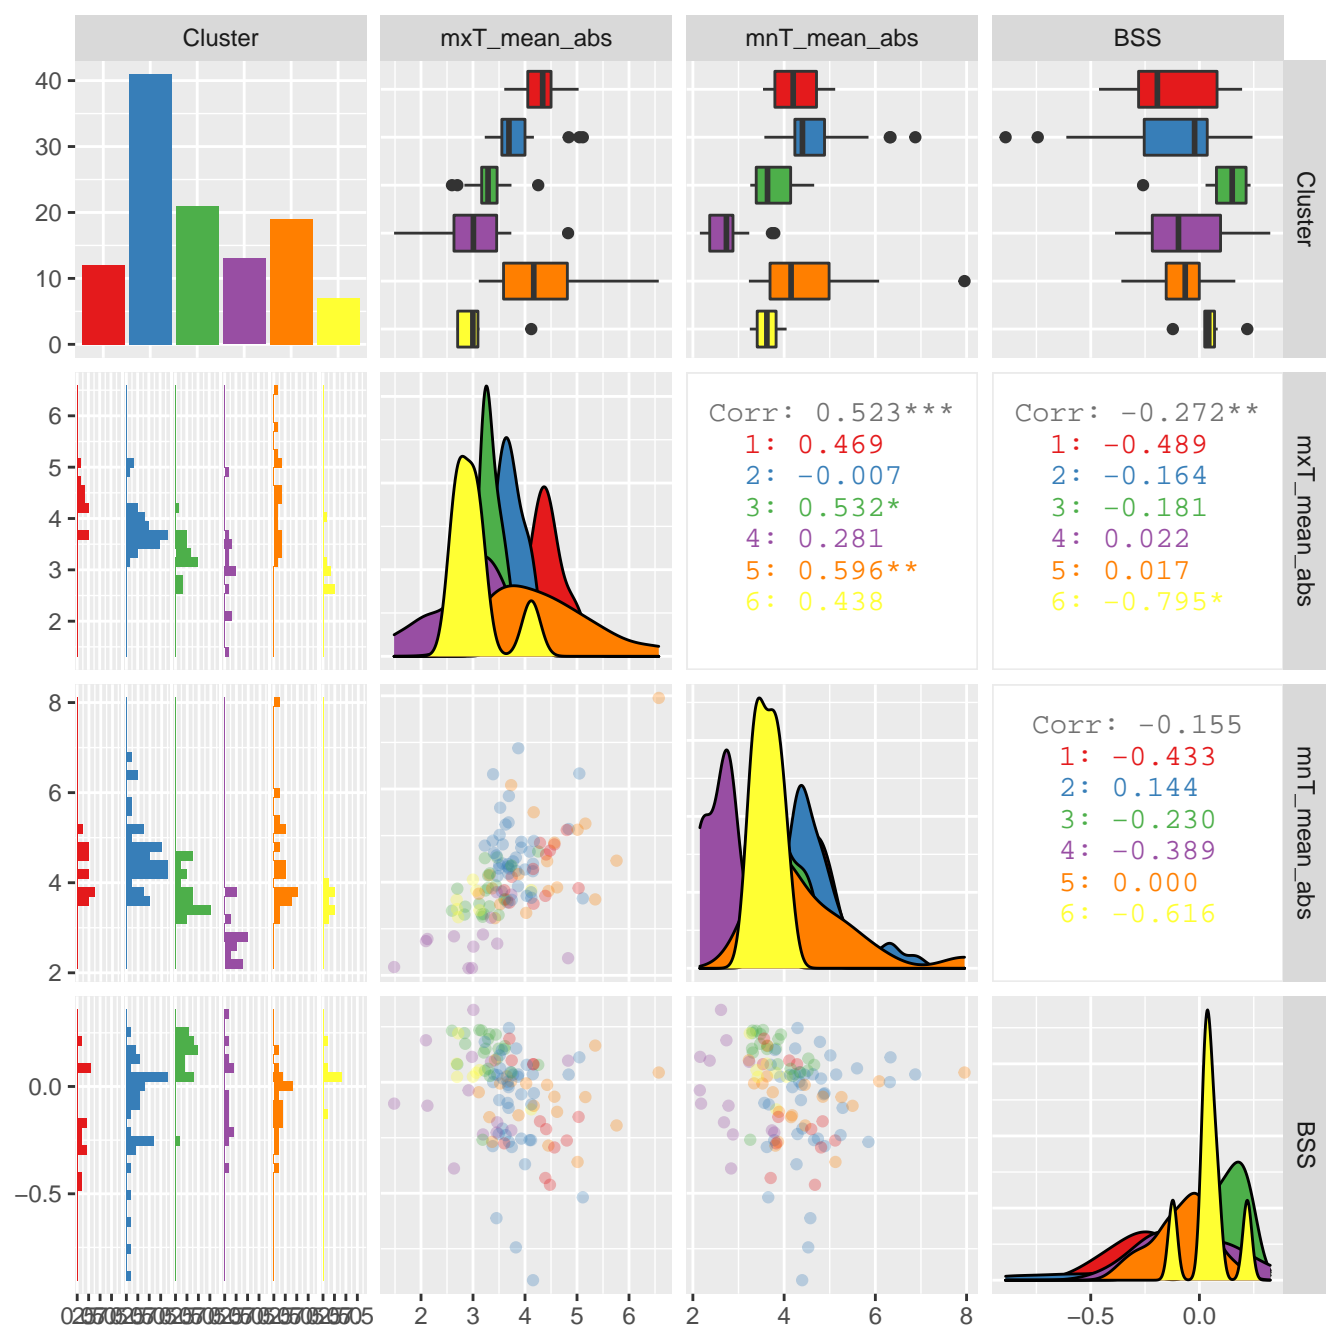 Cluster
mxT_mean_abs
mnT_mean_abs
BSS
40
30
20
10
0
Cluster
6
5
4
3
2
Corr: 0.523***
1: 0.469
2: -0.007
3: 0.532*
4: 0.281
5: 0.596**
6: 0.438
Corr: -0.272**
1: -0.489
2: -0.164
3: -0.181
4: 0.022
5: 0.017
6: -0.795*
mxT_mean_abs
8
6
4
2
Corr: -0.155
1: -0.433
2: 0.144
3: -0.230
4: -0.389
5: 0.000
6: -0.616
mnT_mean_abs
0.0
−0.5
BSS
2 3 4 5 6
2 4 6 8
−0.5 0.0